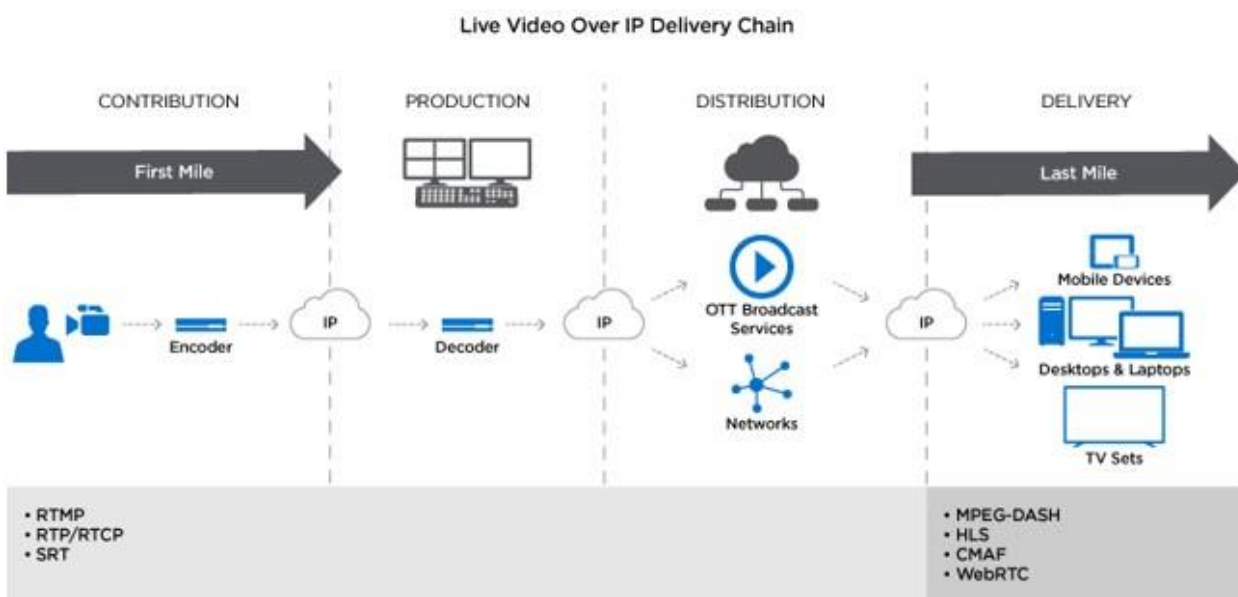 Live Video Over IP Delivery Chain
CONTRIBUTION
PRODUCTION
DISTRIBUTION
DELIVERY
First Mile
Last Mile
Encoder
IP
Decoder
IP
OTT Broadcast
Services
Networks
IP
Mobile Devices
Desktops & Laptops
TV Sets
• RTMP
• RTP/RTCP
• SRT
• MPEG-DASH
• HLS
• CMAF
• WebRTC